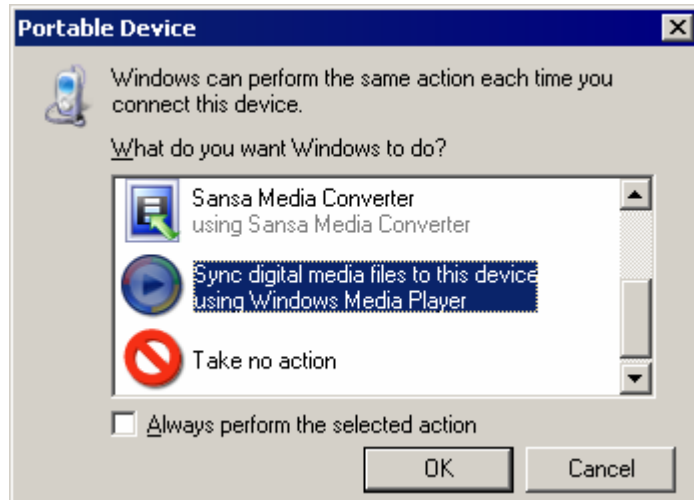 Portable Device
Windows can perform the same action each time you
connect this device.
What do you want Windows to do?
Sansa Media Converter
using Sansa Media Converter
Sync digital media files to this device
using Windows Media Player
Take no action
Always perform the selected action
OK
Cancel